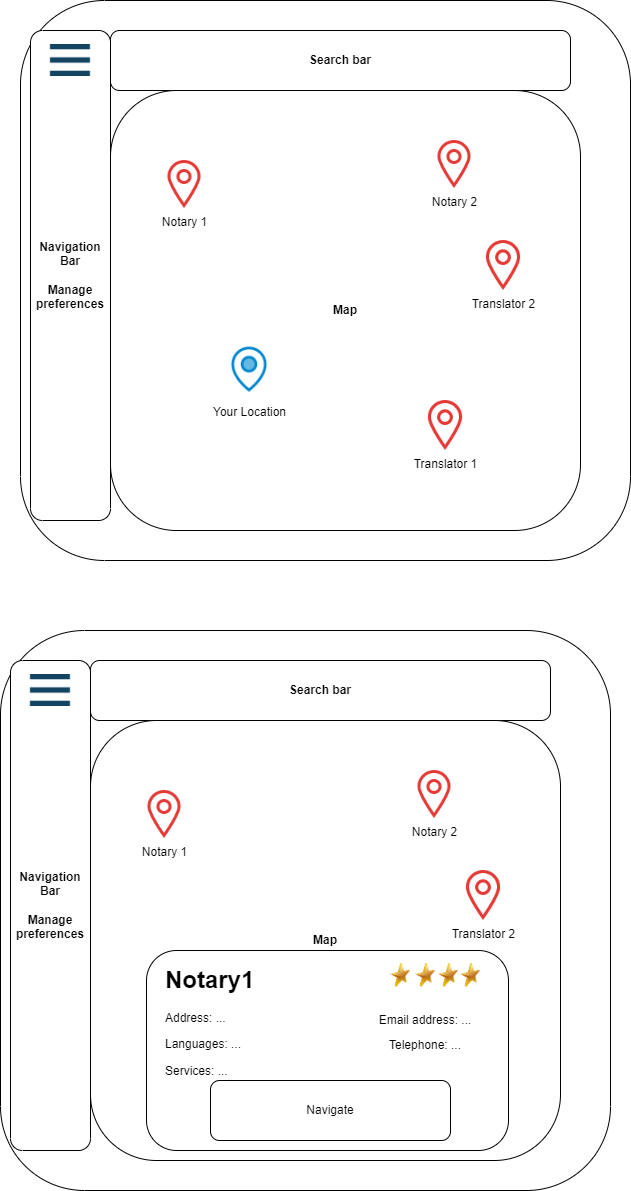 Search bar
Notary 1
Notary 2
Navigation
Bar
Manage
preferences
Translator 2
Map
Your Location
Translator 1
Search bar
Notary 1
Notary 2
Navigation
Bar
Manage
preferences
Translator 2
Map
Notary1
Address: ...
Email address: ...
Languages: ...
Telephone: ...
Services: ...
Navigate